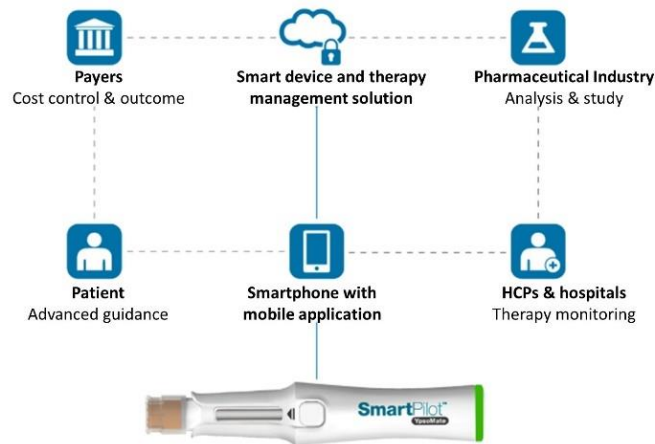 Payers
Cost control & outcome
Smart device and therapy
management solution
Pharmaceutical Industry
Analysis & study
Patient
Advanced guidance
Smartphone with
mobile application
HCPs & hospitals
Therapy monitoring
SmartPilot™
YpsoMate